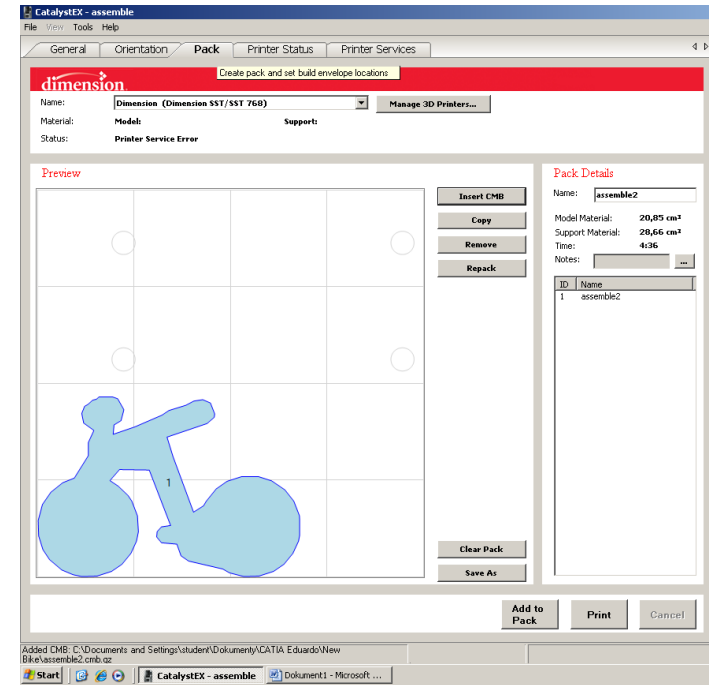 CatalystEX - assemble
File View Tools Help
General Orientation Pack Printer Status Printer Services
Create pack and set build envelope locations
dimension
Name: Dimension (Dimension SST/SST 768) Manage 3D Printers...
Material: Model: Support:
Status: Printer Service Error
Preview
Insert CMB
Copy
Remove
Repack
1
Clear Pack
Save As
Pack Details
Name: assemble2
Model Material: 20,85 cm³
Support Material: 28,66 cm³
Time: 4:36
Notes: ...
ID Name
1 assemble2
Add to
Pack
Print Cancel
Added CMB: C:\Documents and Settings\student\Dokumenty\CATIA Eduardo\New
Bike\assemble2.cmb.gz
Start CatalystEX - assemble Dokument1 - Microsoft ...